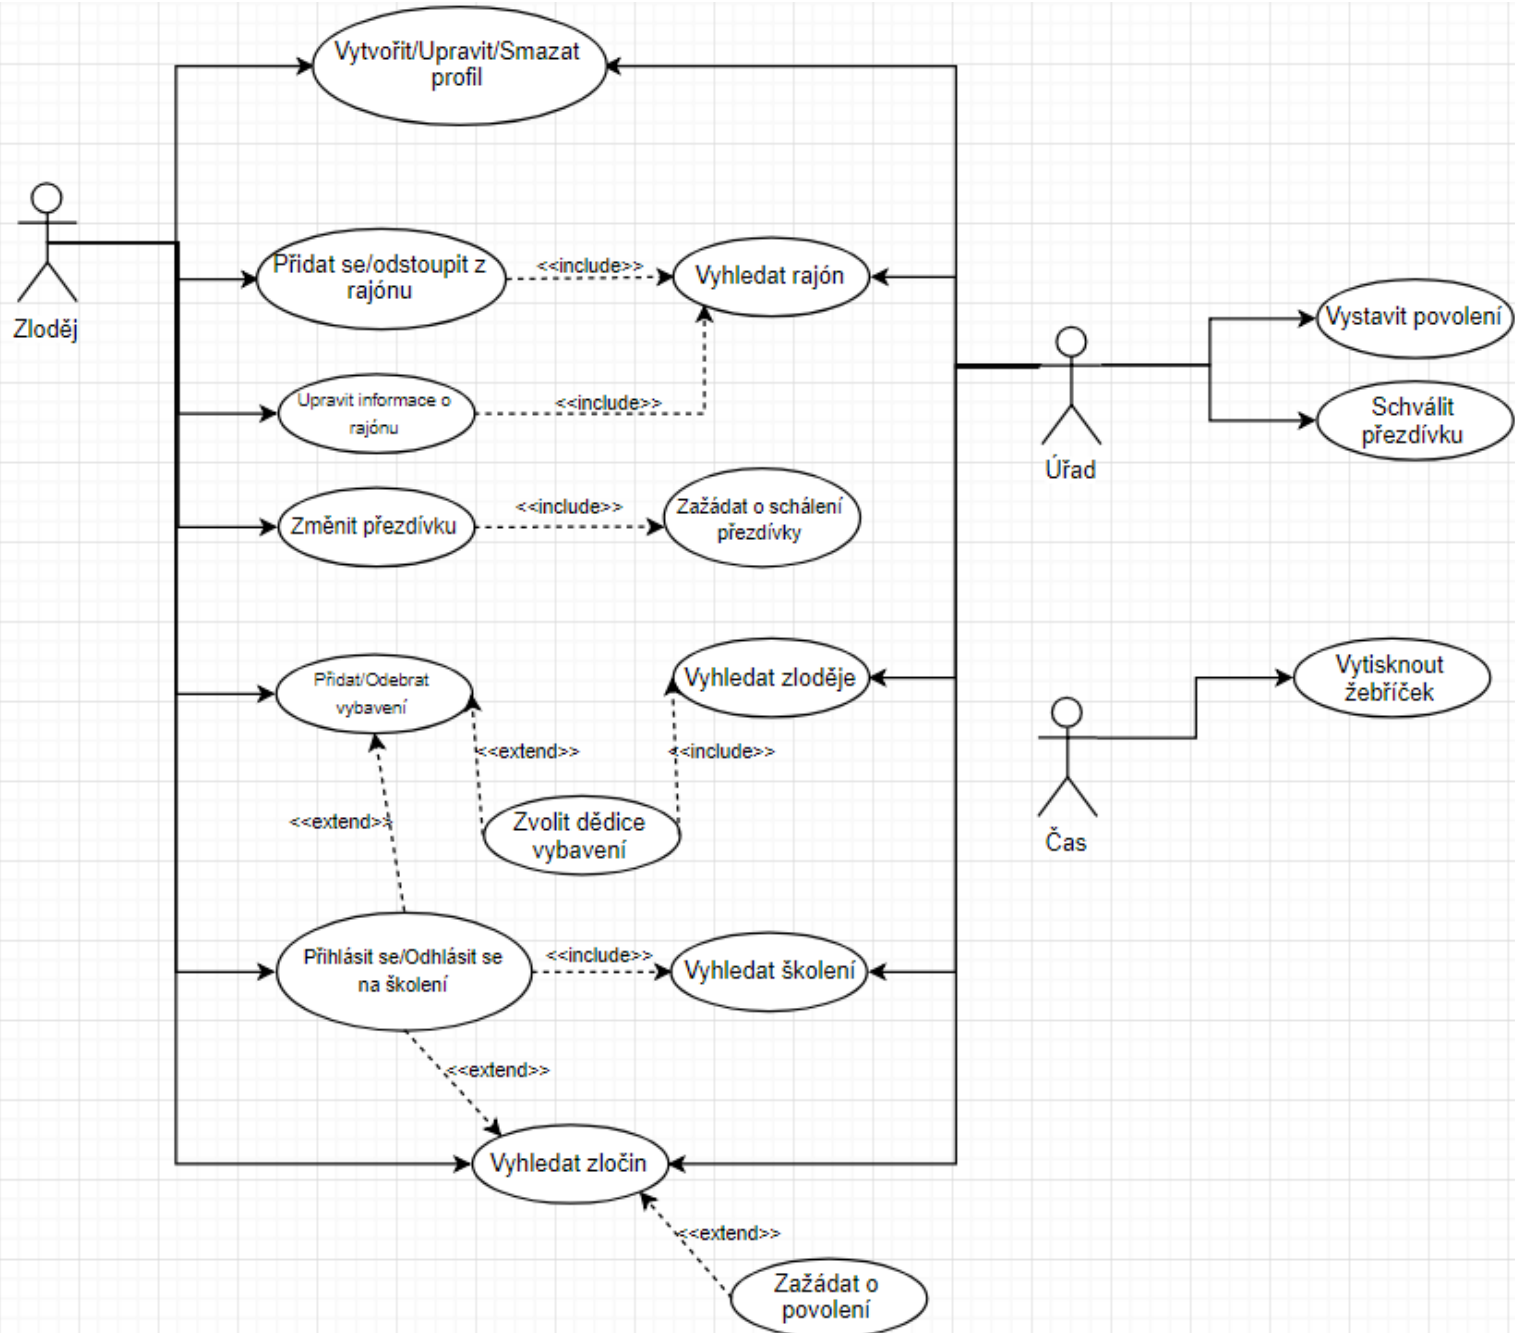 Vytvořit/Upravit/Smazat
profil
Zloděj
Přidat se/odstoupit z
rajónu
<<include>>
Vyhledat rajón
Vystavit povolení
Upravit informace o
rajónu
<<include>>
Schválit
přezdívku
Úřad
Změnit přezdívku
<<include>>
Zažádat o schálení
přezdívky
Přidat/Odebrat
vybavení
Vyhledat zloděje
Vytisknout
žebříček
<<extend>>
<<include>>
<<extend>>
Zvolit dědice
vybavení
Čas
Přihlásit se/Odhlásit se
na školení
<<include>>
Vyhledat školení
<<extend>>
Vyhledat zločin
<<extend>>
Zažádat o
povolení